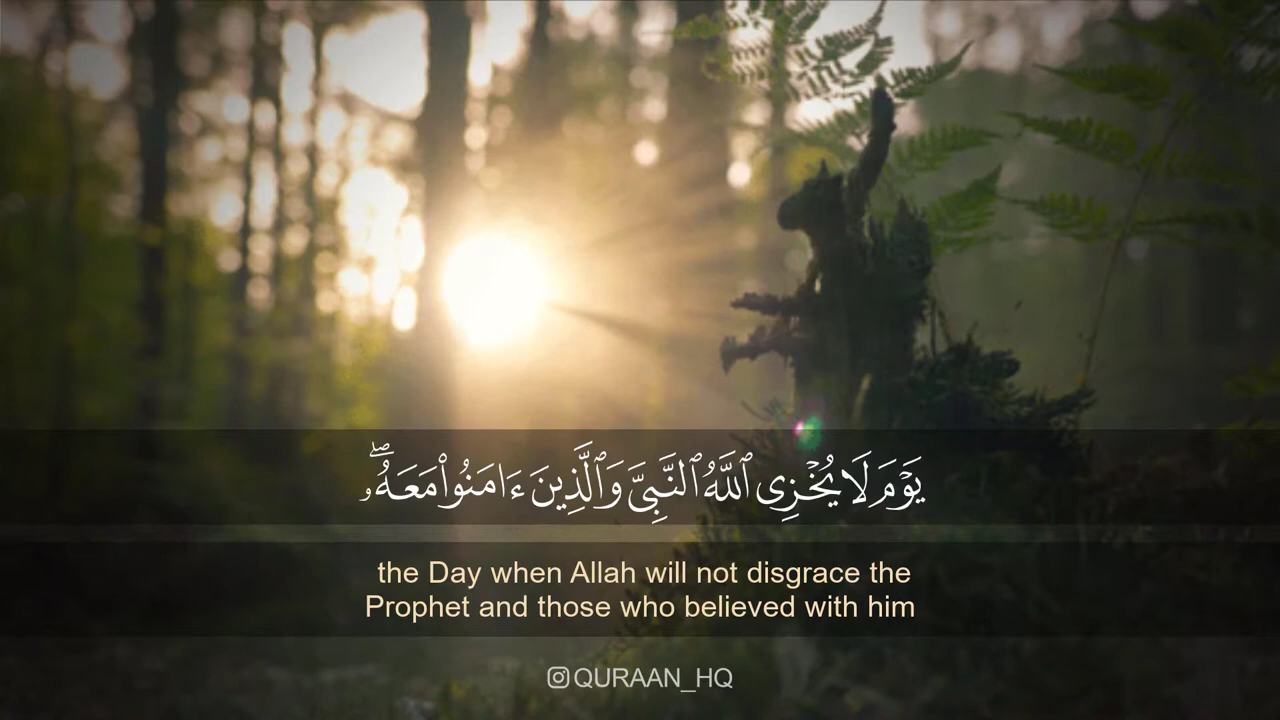 يَوْمَ لَا يُخْزِى ٱللَّهُ ٱلنَّبِىَّ وَٱلَّذِينَ ءَامَنُوا۟ مَعَهُۥ ۖ
the Day when Allah will not disgrace the
Prophet and those who believed with him
QURAAN_HQ